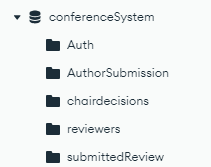 conferenceSystem
Auth
AuthorSubmission
chairdecisions
reviewers
submittedReview